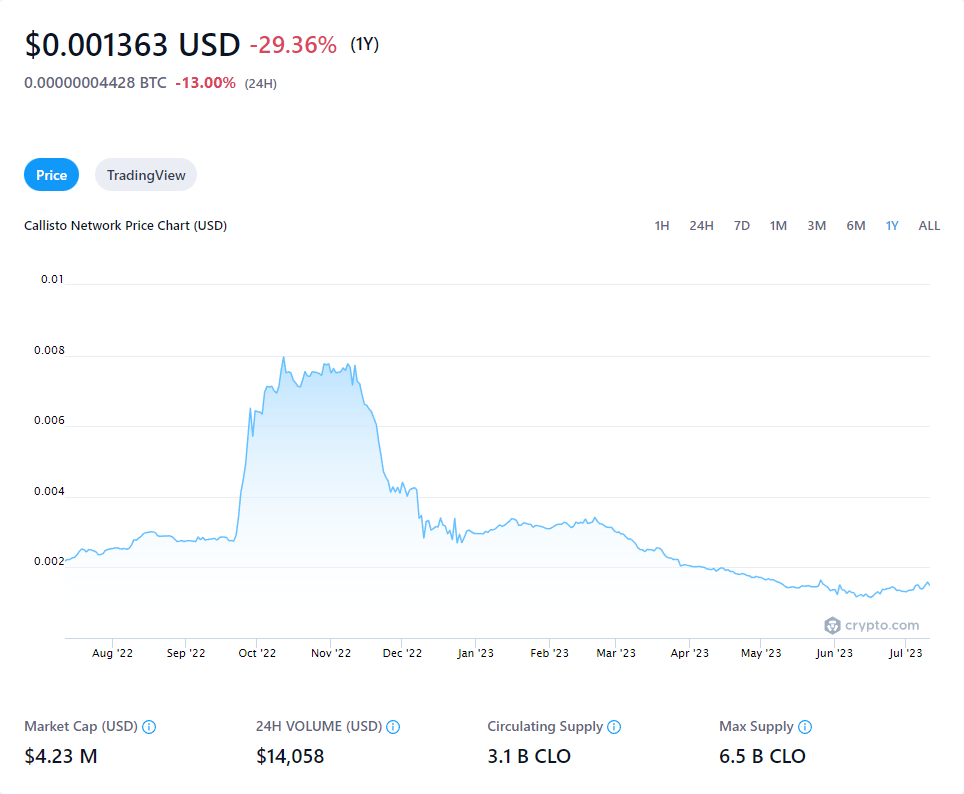 $0.001363 USD -29.36% (1Y)
0.00000004428 BTC -13.00% (24H)
Price TradingView
Callisto Network Price Chart (USD) 1H 24H 7D 1M 3M 6M 1Y ALL
0.01
0.008
0.006
0.004
0.002
crypto.com
Aug '22 Sep '22 Oct '22 Nov '22 Dec '22 Jan '23 Feb '23 Mar '23 Apr '23 May '23 Jun '23 Jul '23
Market Cap (USD) 24H VOLUME (USD) Circulating Supply Max Supply
$4.23 M $14,058 3.1 B CLO 6.5 B CLO